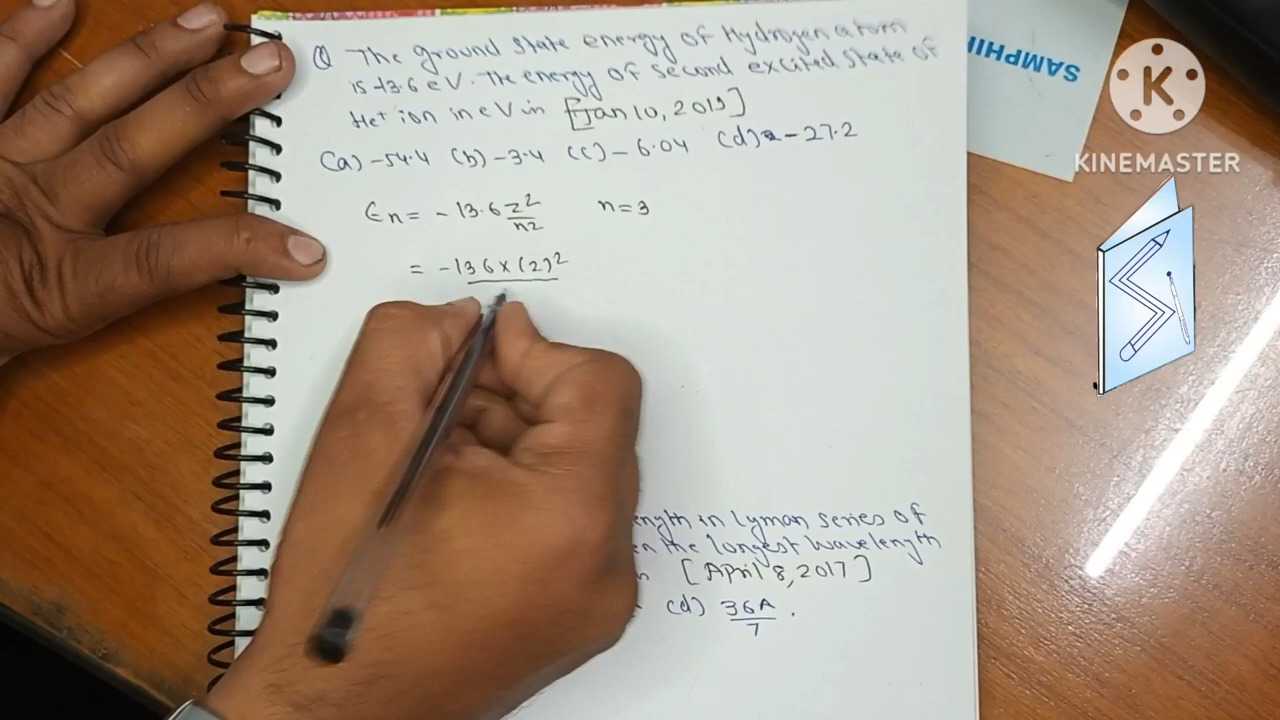 Q The ground state energy of Hydrogen atom
is -13.6 eV. The energy of second excited state of
He+ ion in eV in [Jan 10, 2019]
(a) -54.4 (b) -3.4 (c) - 6.04 (d) - 27.2
En = - 13.6 Z²/n2 n=3
= -13 6 x (2)²
ength in Lyman series of
en the longest wavelength
[April 8, 2017]
(d) 36A/7 .
SAMPHI
K
KINEMASTER